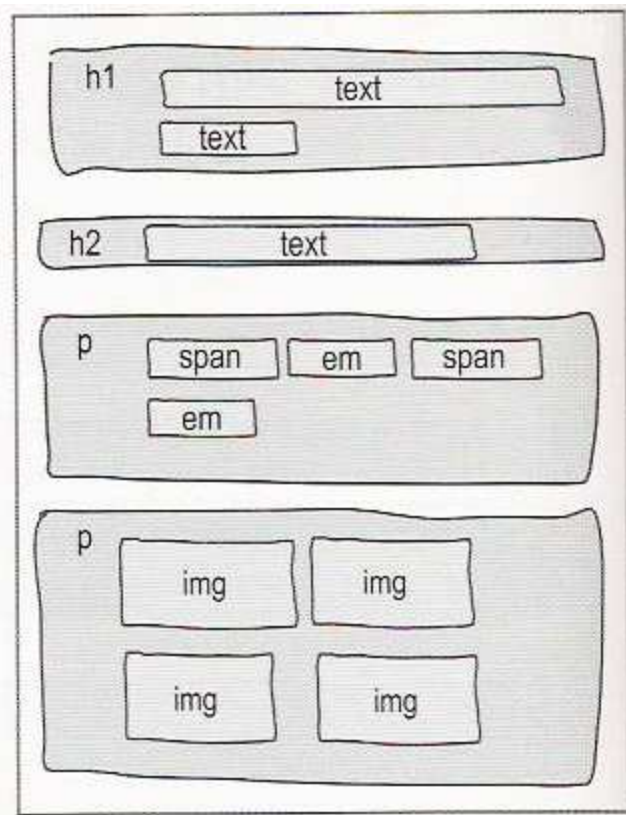 h1 text
text
h2 text
p
span em span
em
p
img img
img img